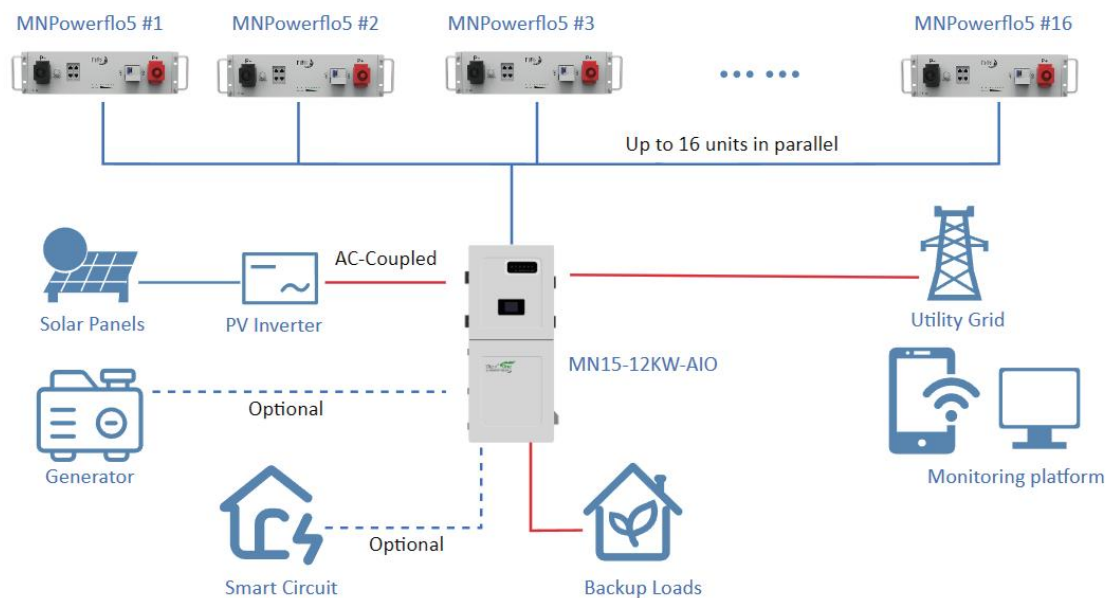 MNPowerflo5 #1
MNPowerflo5 #2
MNPowerflo5 #3
MNPowerflo5 #16
Up to 16 units in parallel
AC-Coupled
Solar Panels
PV Inverter
Utility Grid
MN15-12KW-AIO
Optional
Generator
Monitoring platform
Optional
Smart Circuit
Backup Loads